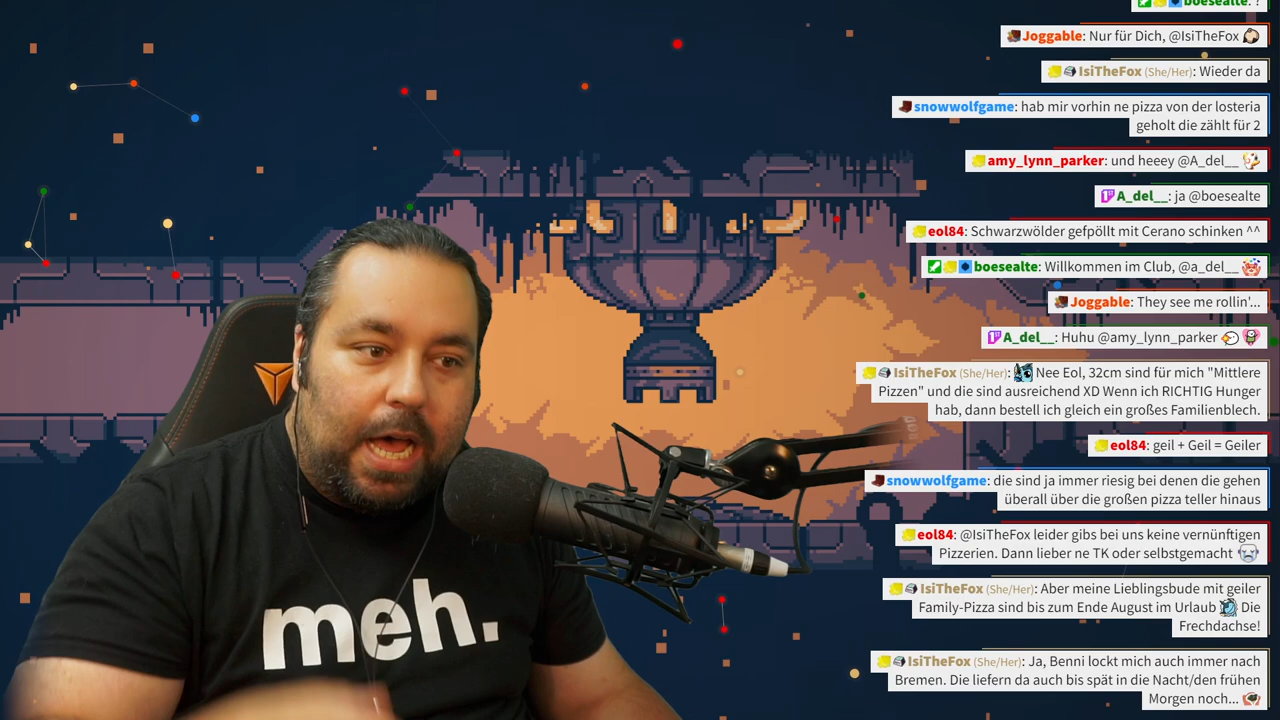 boesealte: ?
Joggable: Nur für Dich, @IsiTheFox
IsiTheFox (She/Her): Wieder da
snowwolfgame: hab mir vorhin ne pizza von der losteria
geholt die zählt für 2
amy_lynn_parker: und heeey @A_del__
A_del__: ja @boesealte
eol84: Schwarzwölder gefpöllt mit Cerano schinken ^^
boesealte: Willkommen im Club, @a_del__
Joggable: They see me rollin'...
A_del__: Huhu @amy_lynn_parker
IsiTheFox (She/Her): Nee Eol, 32cm sind für mich "Mittlere
Pizzen" und die sind ausreichend XD Wenn ich RICHTIG Hunger
hab, dann bestell ich gleich ein großes Familienblech.
eol84: geil + Geil = Geiler
snowwolfgame: die sind ja immer riesig bei denen die gehen
überall über die großen pizza teller hinaus
eol84: @IsiTheFox leider gibs bei uns keine vernünftigen
Pizzerien. Dann lieber ne TK oder selbstgemacht
IsiTheFox (She/Her): Aber meine Lieblingsbude mit geiler
Family-Pizza sind bis zum Ende August im Urlaub Die
Frechdachse!
IsiTheFox (She/Her): Ja, Benni lockt mich auch immer nach
Bremen. Die liefern da auch bis spät in die Nacht/den frühen
Morgen noch...
meh.